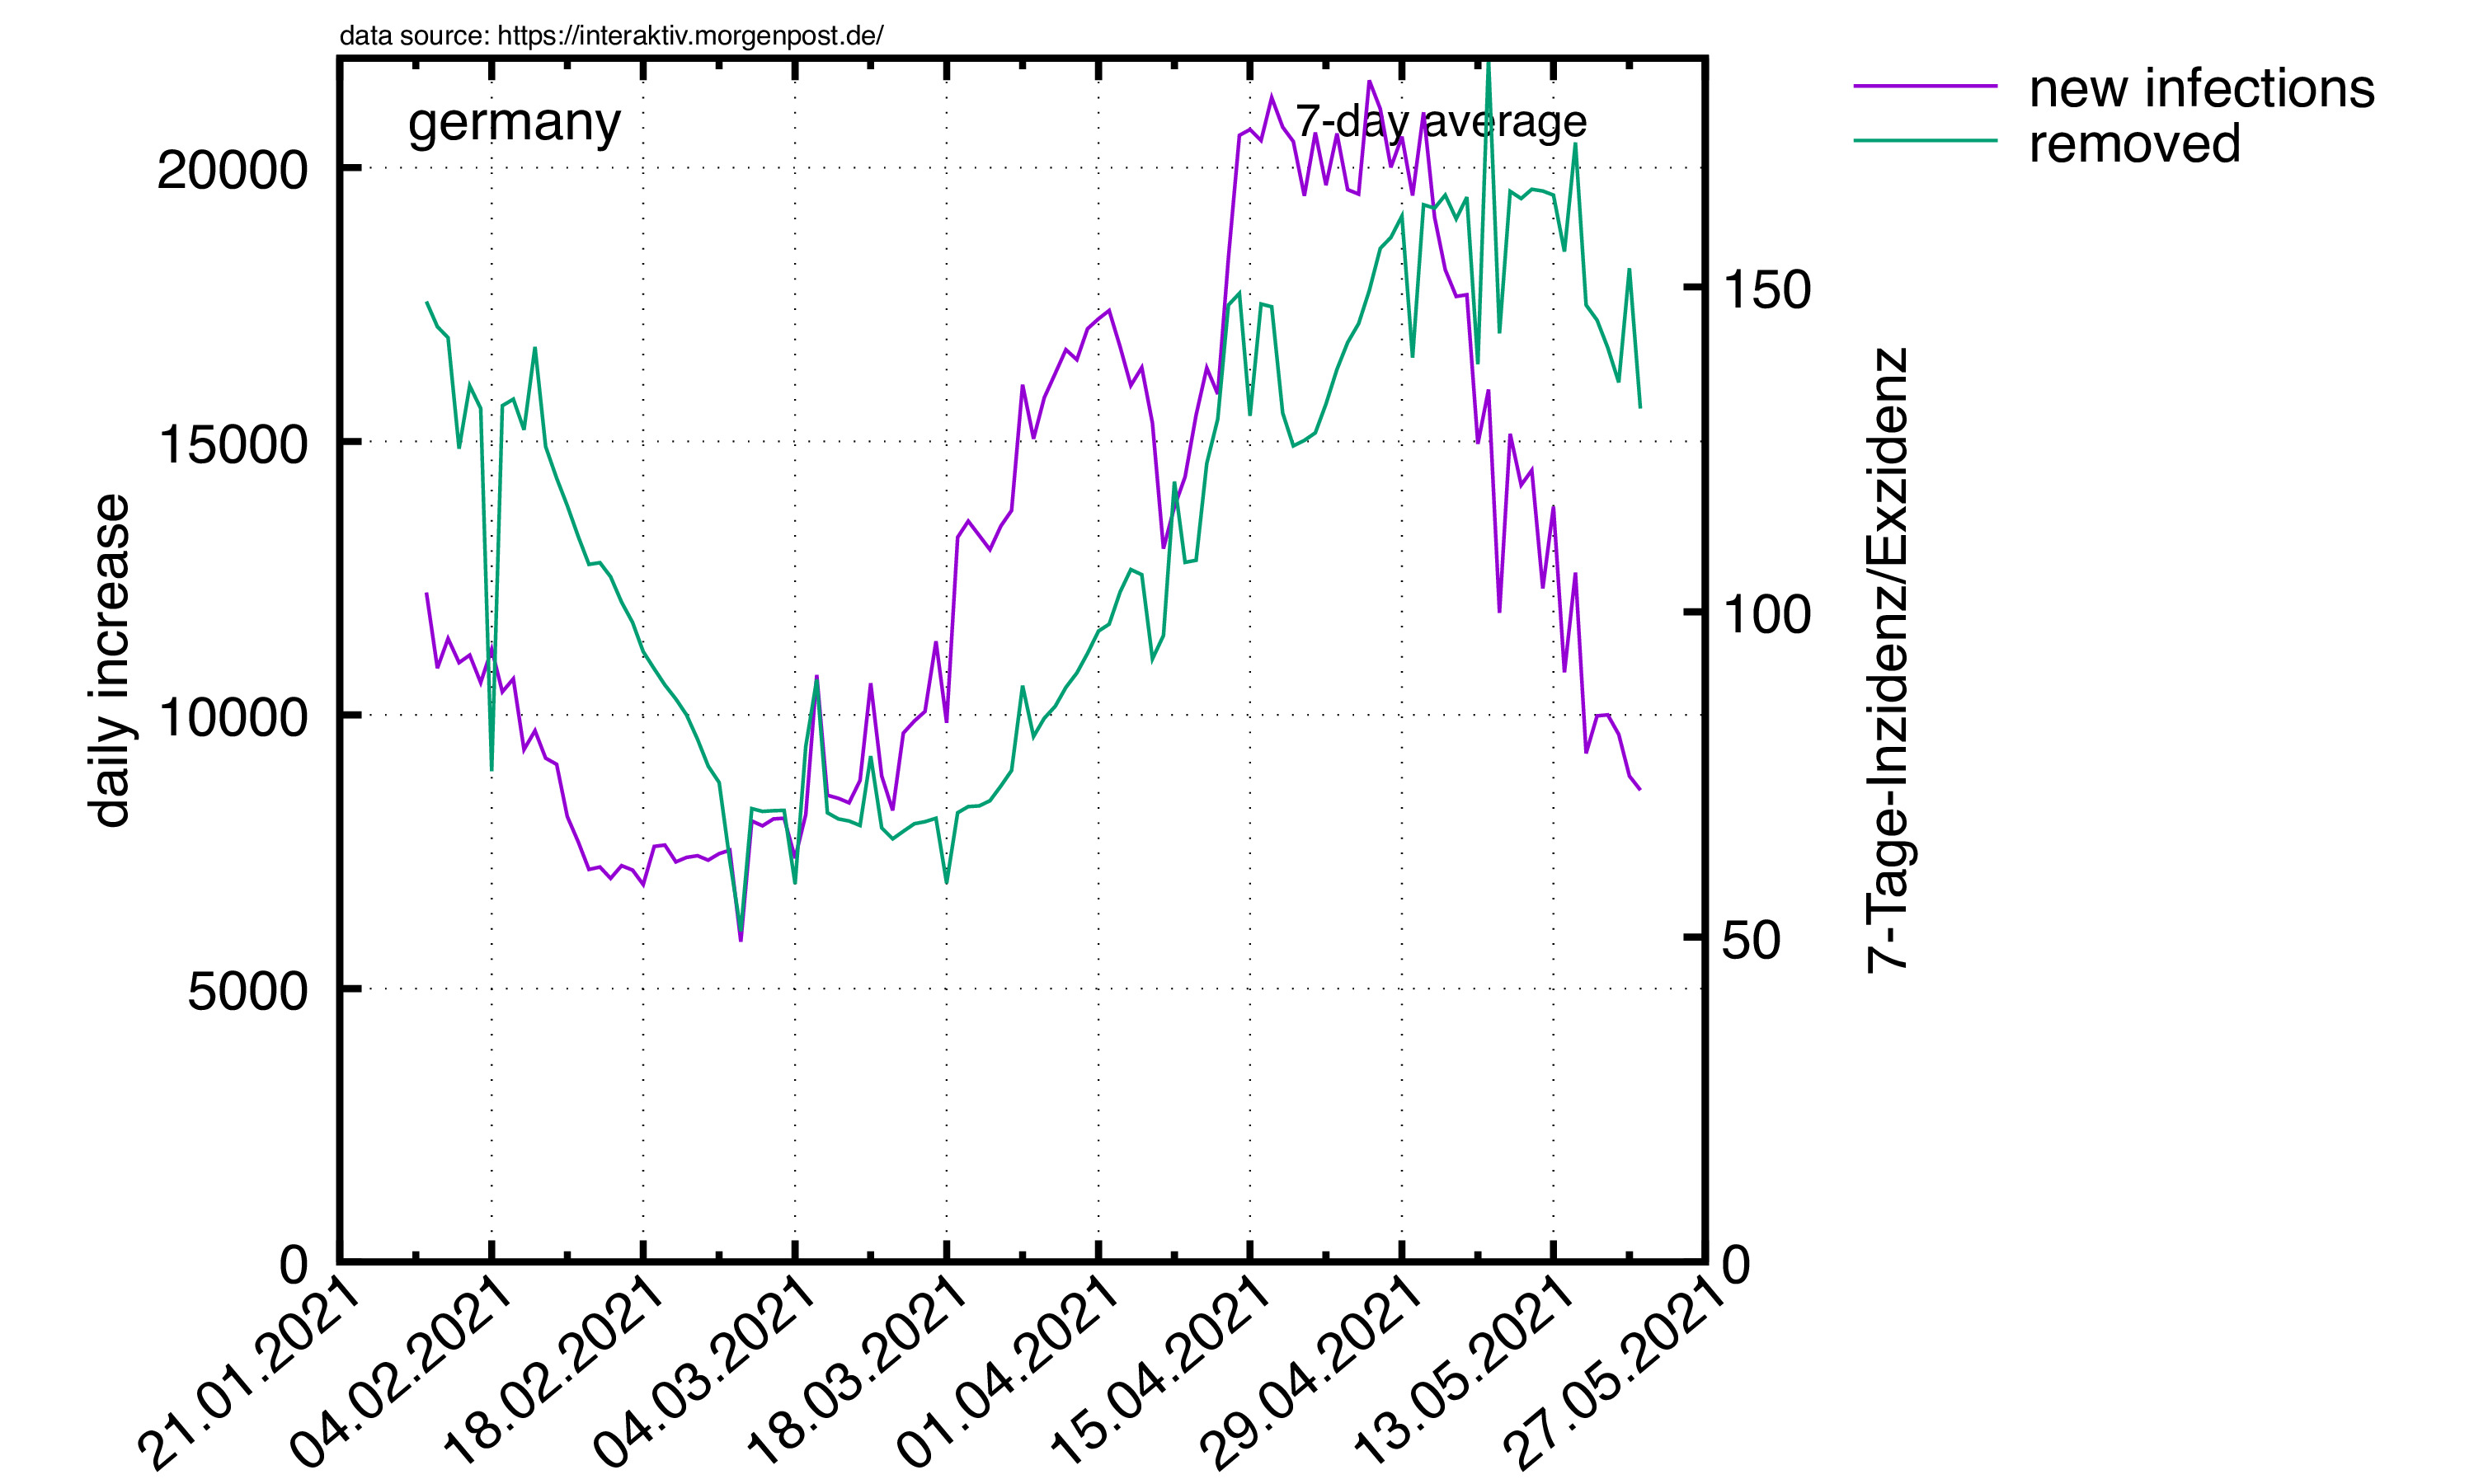 data source: https://interaktiv.morgenpost.de/
germany
7-day average
new infections
removed
20000
15000
10000
5000
0
daily increase
150
100
50
0
7-Tage-Inzidenz/Exzidenz
21.01.2021
04.02.2021
18.02.2021
04.03.2021
18.03.2021
01.04.2021
15.04.2021
29.04.2021
13.05.2021
27.05.2021